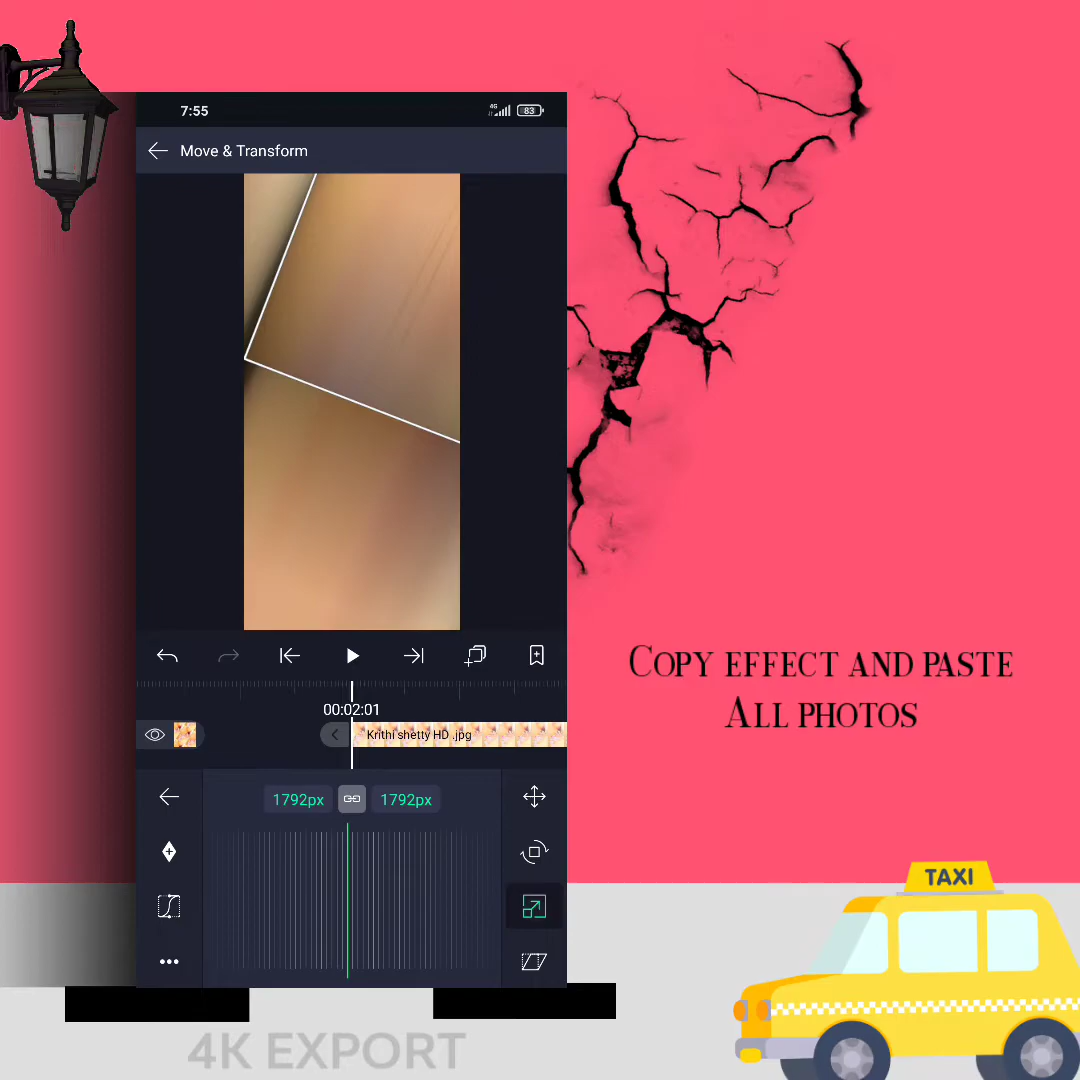 7:55
4G
83
Move & Transform
COPY EFFECT AND PASTE
ALL PHOTOS
00:02:01
Krithi shetty HD .jpg
1792px
1792px
TAXI
4K EXPORT